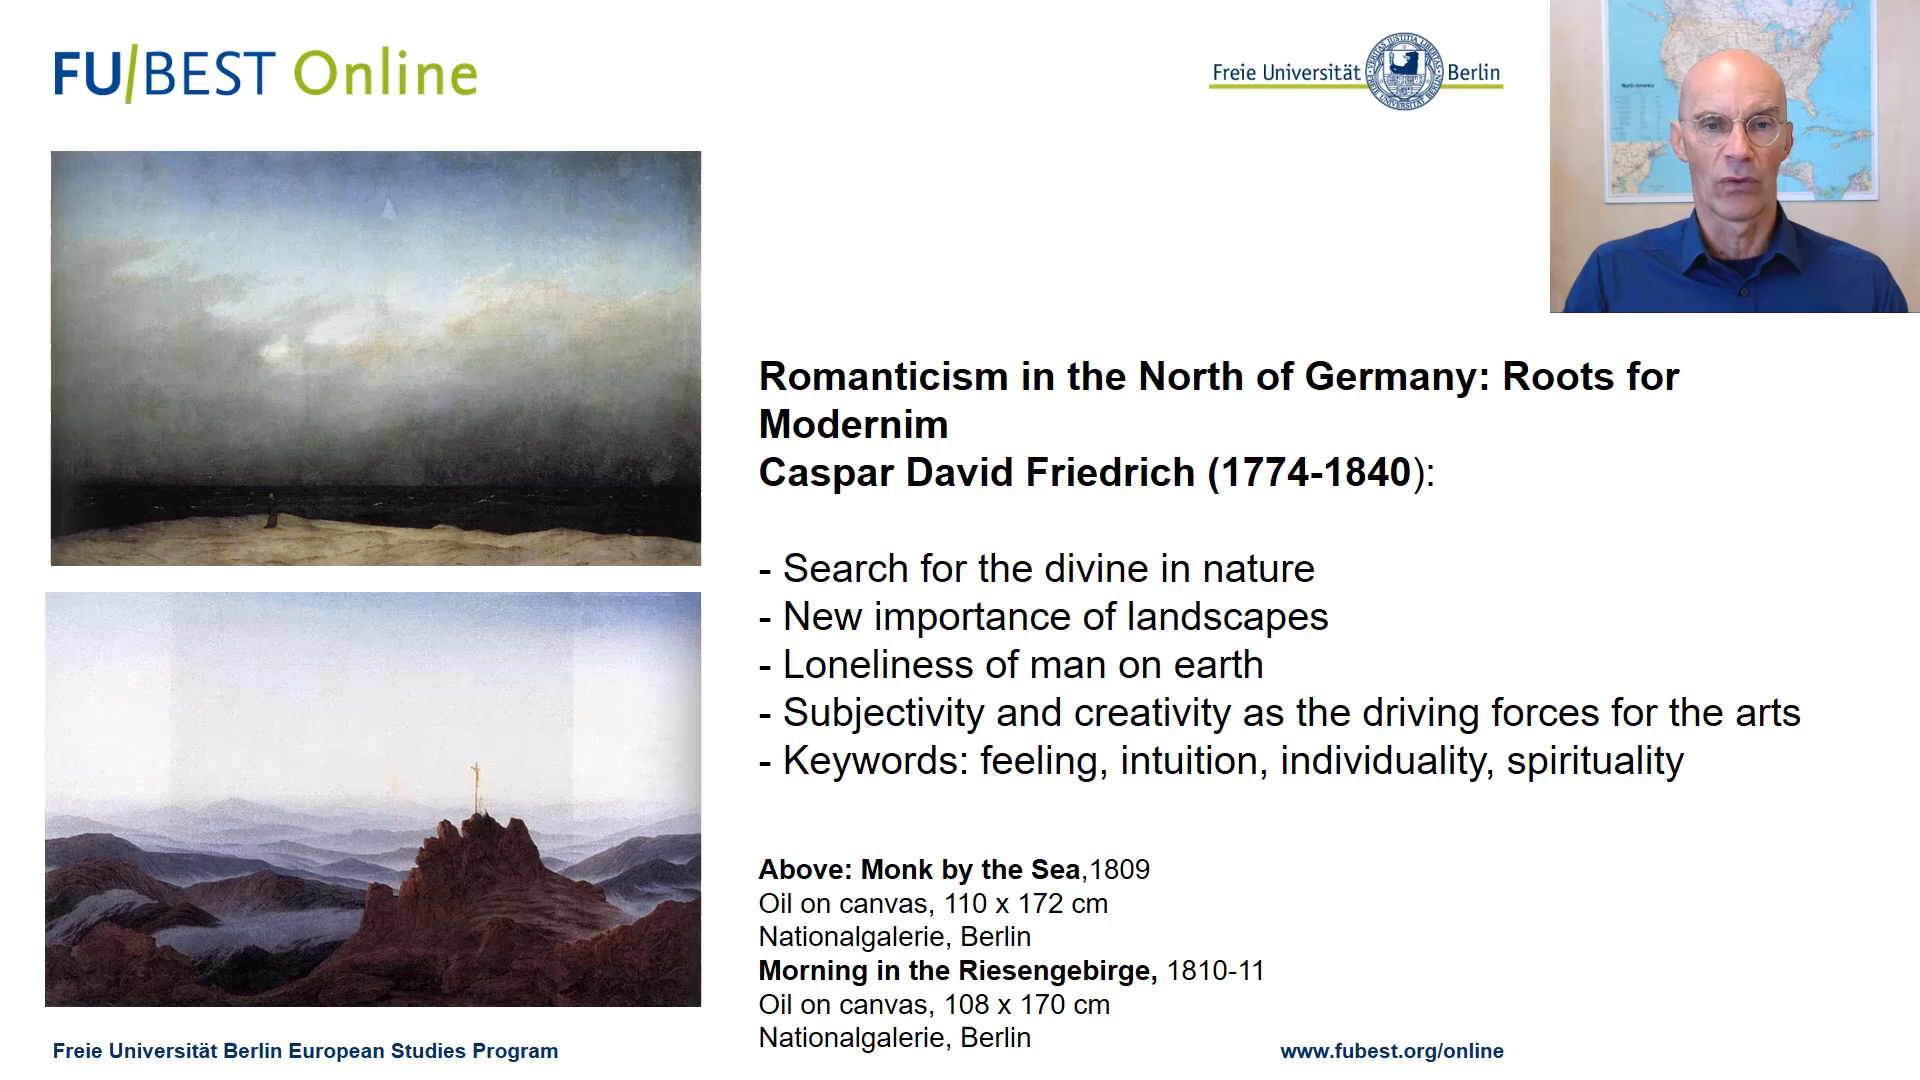 FU/BEST Online
Freie Universität Berlin
North America
Romanticism in the North of Germany: Roots for
Modernim
Caspar David Friedrich (1774-1840):
- Search for the divine in nature
- New importance of landscapes
- Loneliness of man on earth
- Subjectivity and creativity as the driving forces for the arts
- Keywords: feeling, intuition, individuality, spirituality
Above: Monk by the Sea,1809
Oil on canvas, 110 x 172 cm
Nationalgalerie, Berlin
Morning in the Riesengebirge, 1810-11
Oil on canvas, 108 x 170 cm
Nationalgalerie, Berlin
Freie Universität Berlin European Studies Program
www.fubest.org/online